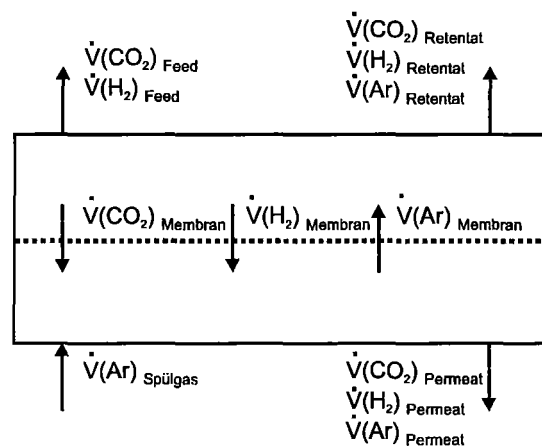 V̇(CO₂) Feed
V̇(H₂) Feed
V̇(CO₂) Retentat
V̇(H₂) Retentat
V̇(Ar) Retentat
V̇(CO₂) Membran V̇(H₂) Membran V̇(Ar) Membran
V̇(Ar) Spülgas
V̇(CO₂) Permeat
V̇(H₂) Permeat
V̇(Ar) Permeat